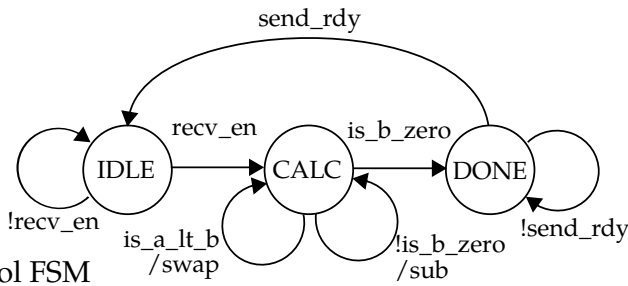 send_rdy
recv_en
is_b_zero
IDLE
CALC
DONE
!recv_en
is_a_lt_b
/swap
!is_b_zero
/sub
!send_rdy
ol FSM